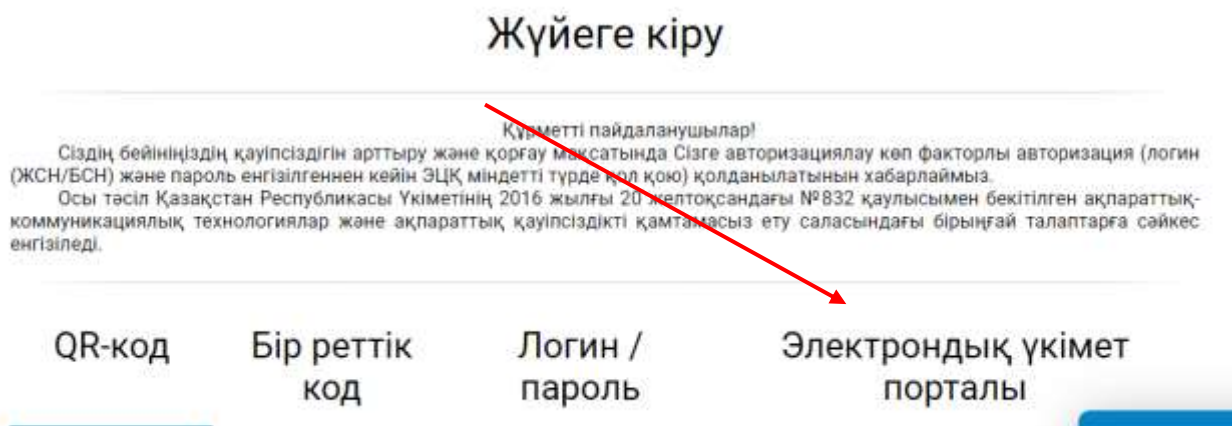 Жүйеге кіру
Құрметті пайдаланушылар!
Сіздің бейініңіздің қауіпсіздігін арттыру және қорғау мақсатында Сізге авторизациялау көп факторлы авторизация (логин
(ЖСН/БСН) және пароль енгізілгеннен кейін ЭЦҚ міндетті түрде қол қою) қолданылатынын хабарлаймыз.
Осы тәсіл Қазақстан Республикасы Үкіметінің 2016 жылғы 20 желтоқсандағы №832 қаулысымен бекітілген ақпараттық-
коммуникациялық технологиялар және ақпараттық қауіпсіздікті қамтамасыз ету саласындағы бірыңғай талаптарға сәйкес
енгізіледі.
QR-код
Бір реттік
код
Логин /
пароль
Электрондық үкімет
порталы